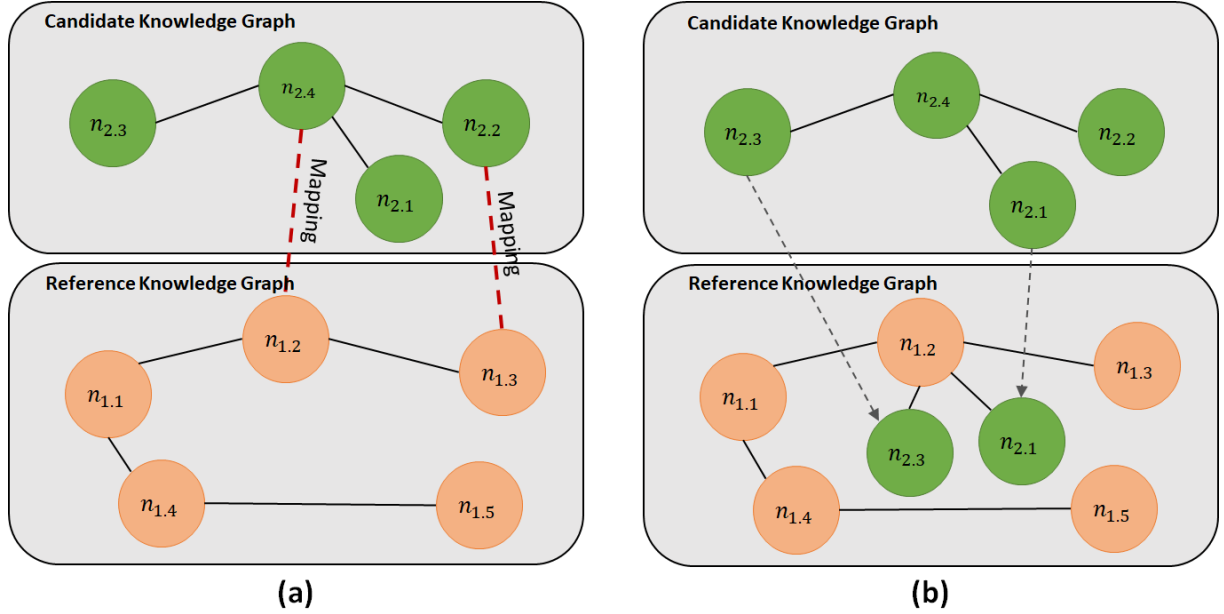 Candidate Knowledge Graph
n2.4
n2.3
n2.2
n2.1
Mapping
Mapping
Reference Knowledge Graph
n1.2
n1.3
n1.1
n1.4
n1.5
(a)
Candidate Knowledge Graph
n2.4
n2.3
n2.2
n2.1
Reference Knowledge Graph
n1.2
n1.3
n1.1
n2.1
n2.3
n1.4
n1.5
(b)